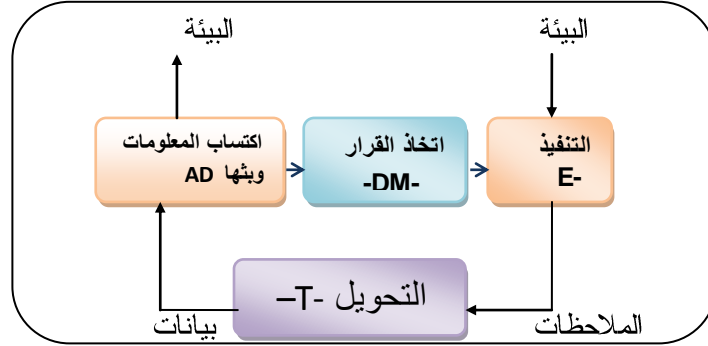 البيئة
البيئة
التنفيذ
E-
اتخاذ القرار
-DM-
اكتساب المعلومات
وبثها AD
التحويل -T–
الملاحظات
بيانات